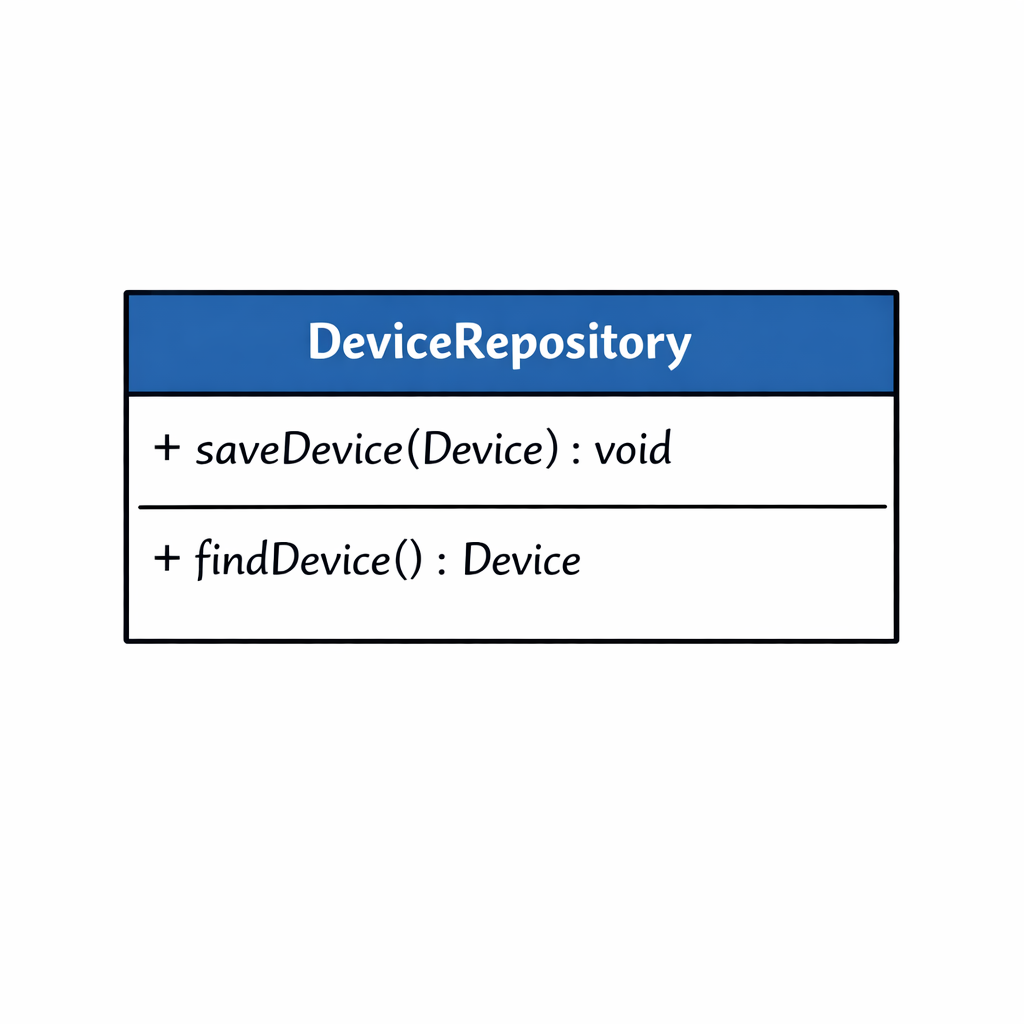 DeviceRepository
+ saveDevice(Device) : void
+ findDevice() : Device